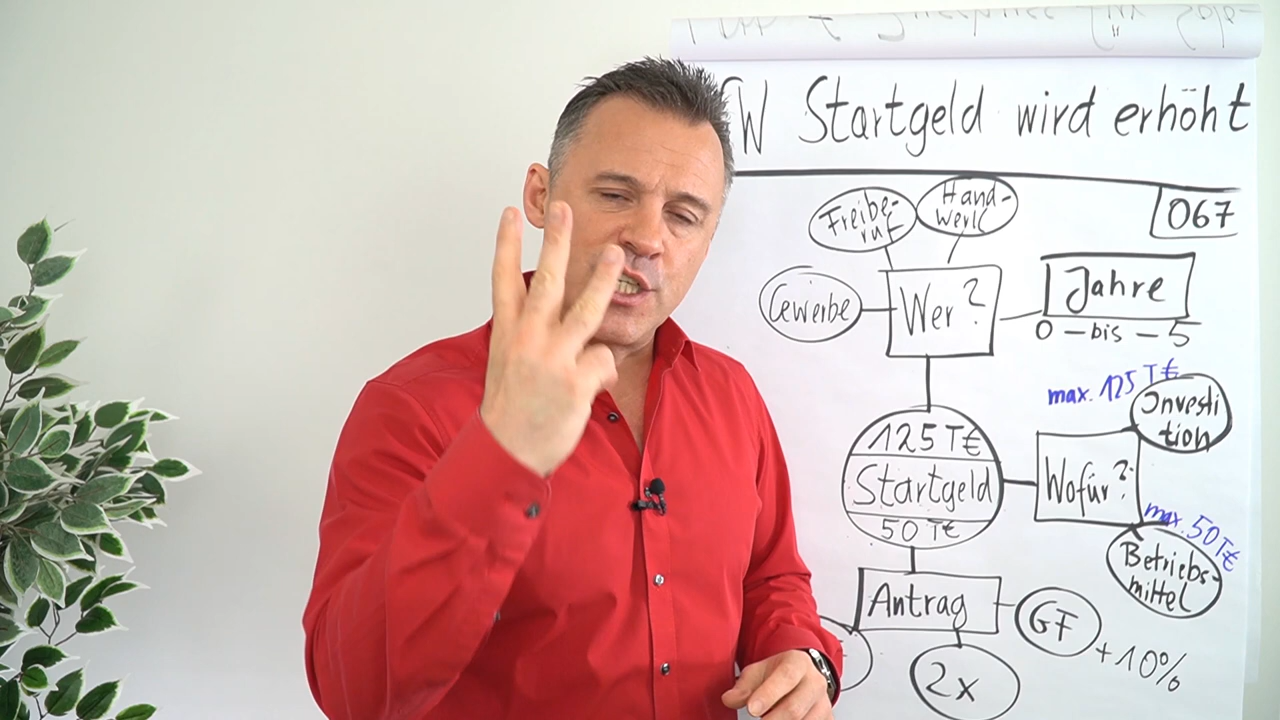 W Startgeld wird erhöht
067
Freibe-
ruf
Hand-
werk
Gewerbe
Wer?
Jahre
0 – bis – 5
max. 125 T€
Investi
tion
125 T€
Startgeld
50 T€
Wofür?
max. 50 T€
Betriebs-
mittel
Antrag
GF
+10%
2x